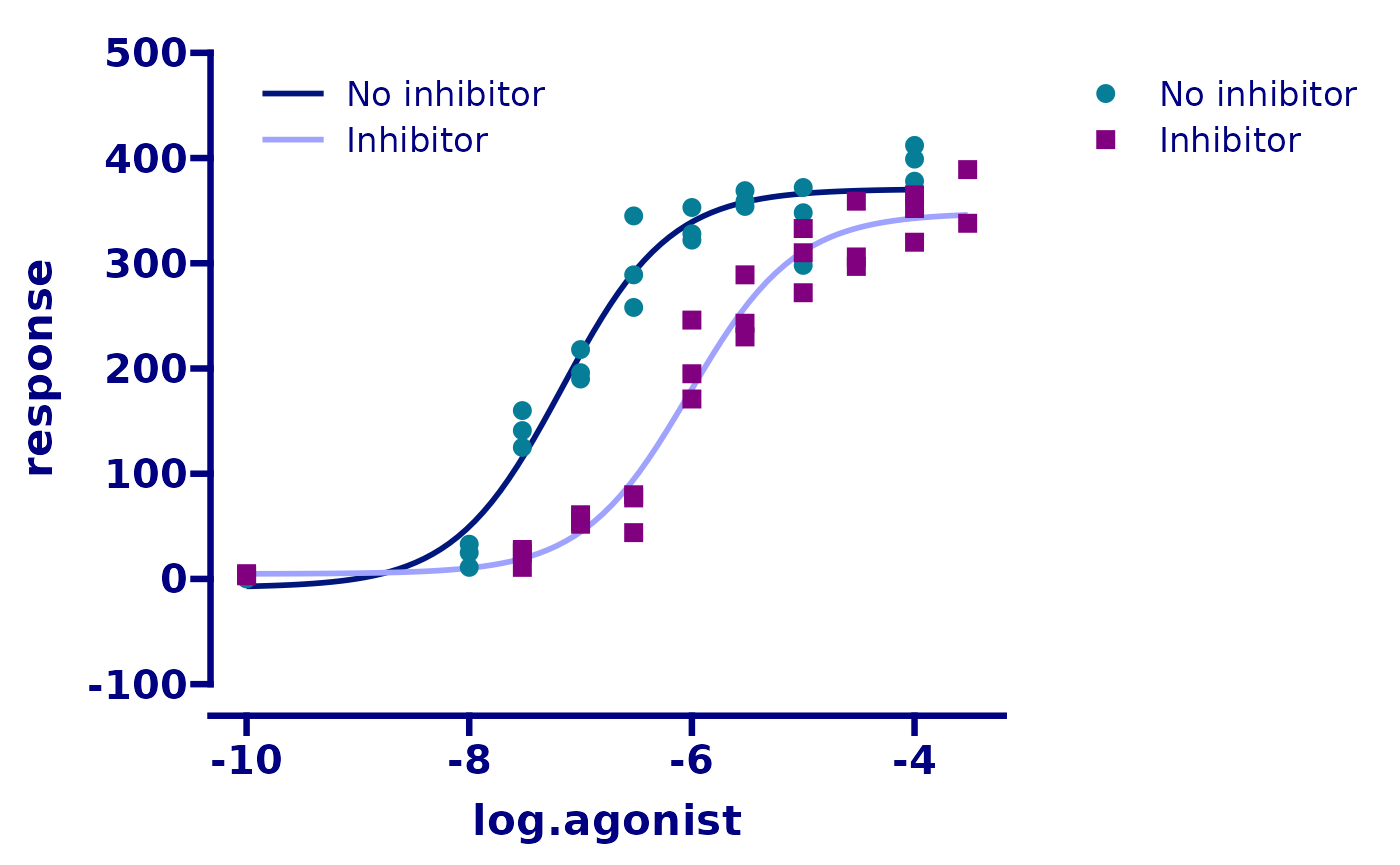 500
No inhibitor
No inhibitor
Inhibitor
Inhibitor
400
300
response
200
100
0
-100
-10 -8 -6 -4
log.agonist